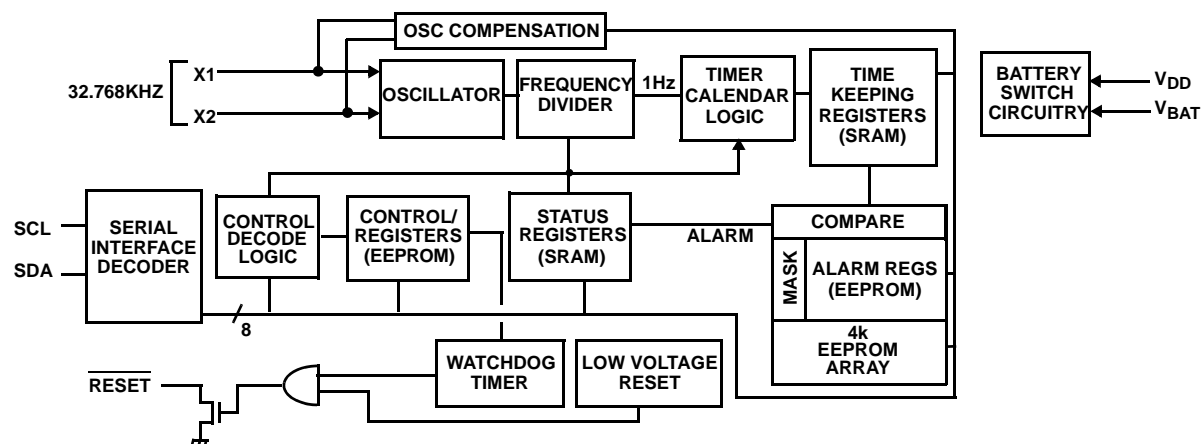 OSC COMPENSATION
32.768KHZ
X1
X2
OSCILLATOR
FREQUENCY
DIVIDER
1Hz
TIMER
CALENDAR
LOGIC
TIME
KEEPING
REGISTERS
(SRAM)
BATTERY
SWITCH
CIRCUITRY
VDD
VBAT
SCL
SDA
SERIAL
INTERFACE
DECODER
CONTROL
DECODE
LOGIC
CONTROL/
REGISTERS
(EEPROM)
STATUS
REGISTERS
(SRAM)
ALARM
COMPARE
MASK
ALARM REGS
(EEPROM)
4k
EEPROM
ARRAY
8
WATCHDOG
TIMER
LOW VOLTAGE
RESET
RESET